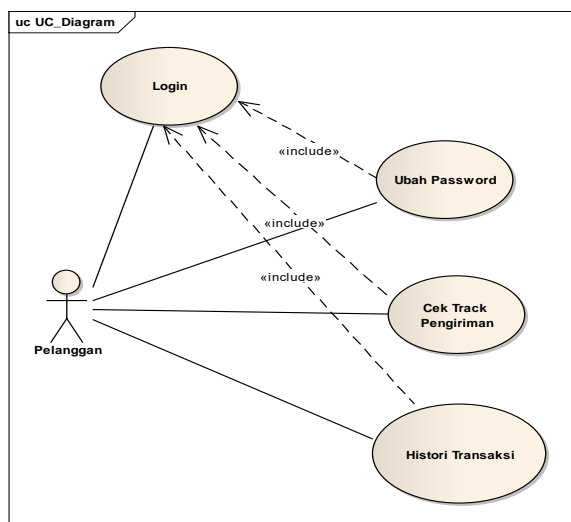 uc UC_Diagram
Login
«include»
Ubah Password
«include»
«include»
Cek Track
Pengiriman
Pelanggan
Histori Transaksi